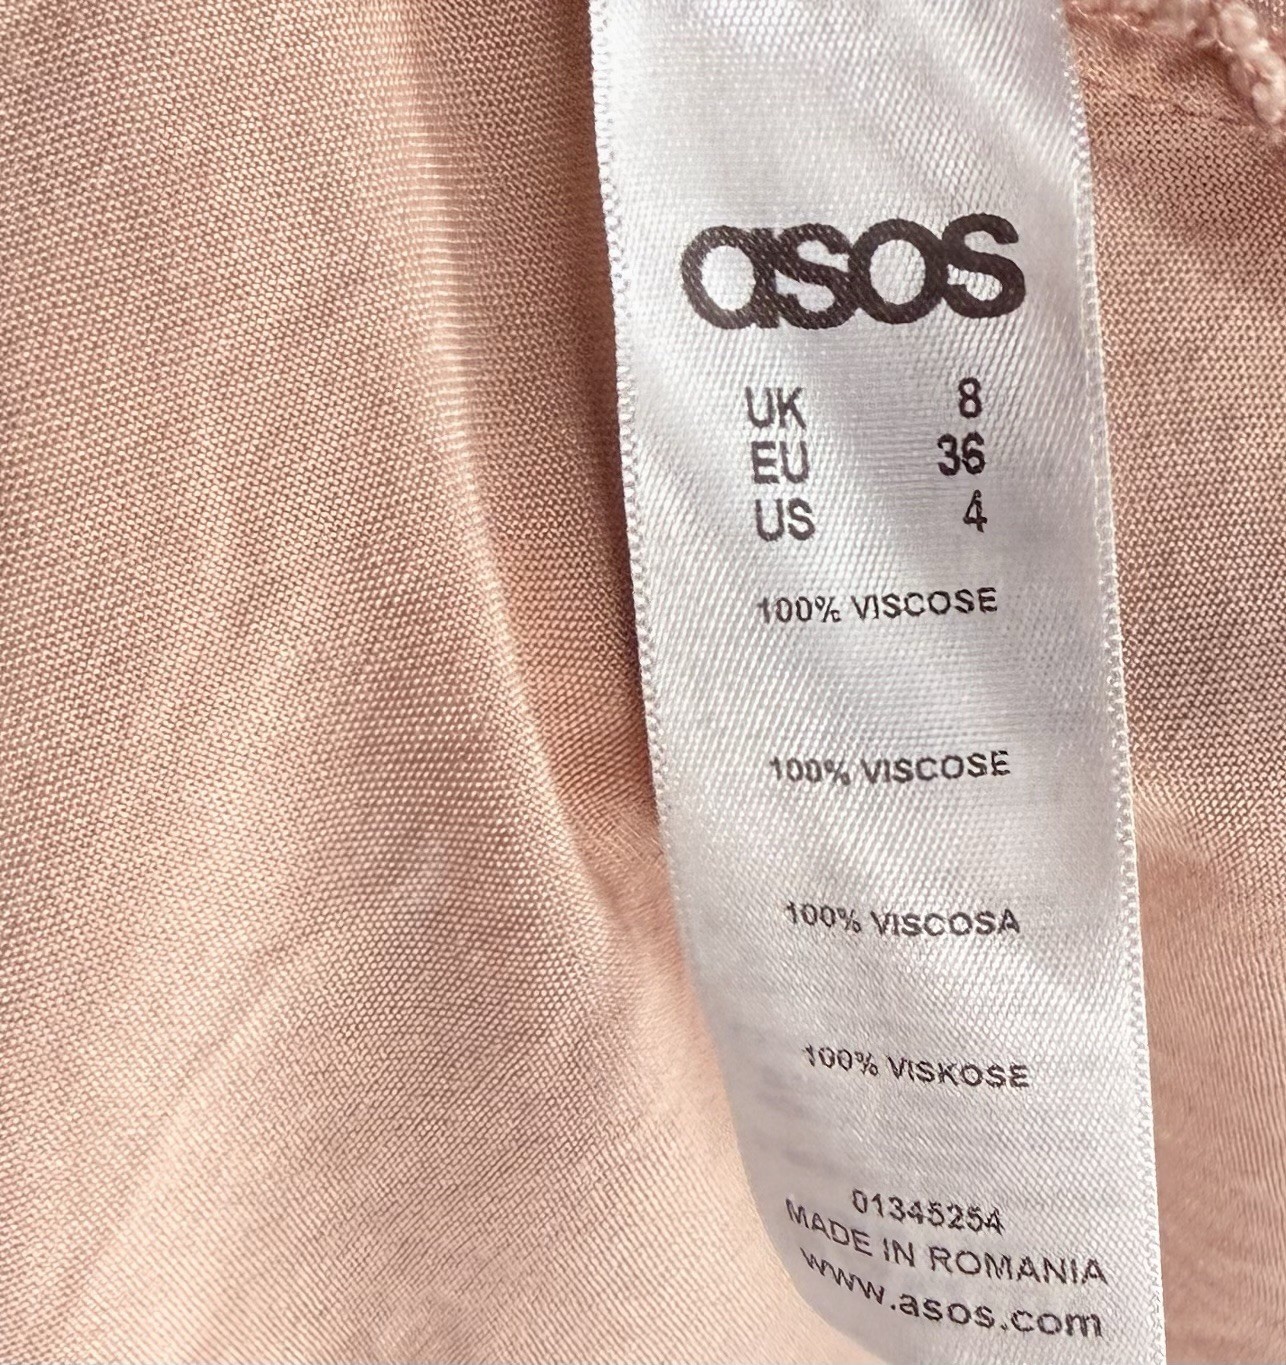 asos
UK 8
EU 36
US 4
100% VISCOSE
100% VISCOSE
100% VISCOSA
100% VISKOSE
01345254
MADE IN ROMANIA
www.asos.com